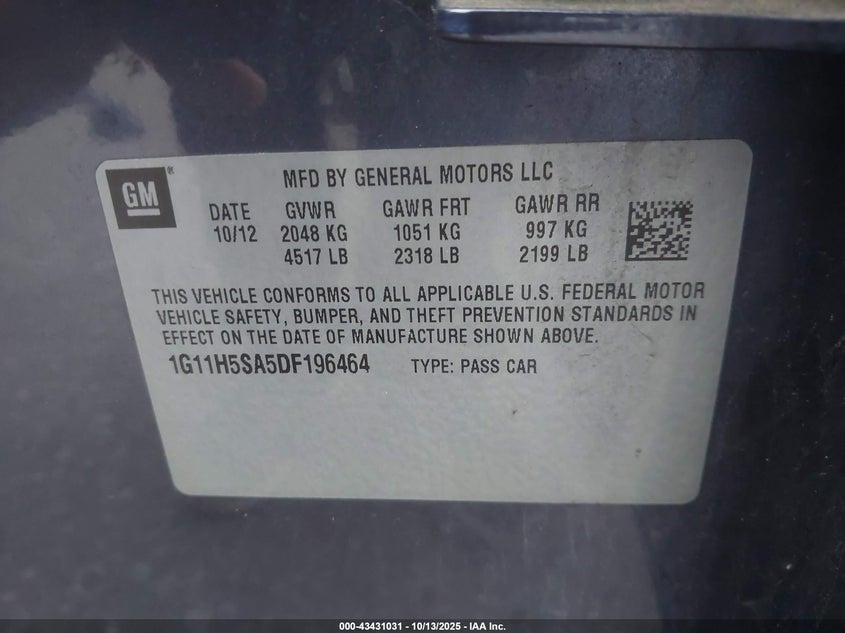 GM®
MFD BY GENERAL MOTORS LLC
DATE GVWR GAWR FRT GAWR RR
10/12 2048 KG 1051 KG 997 KG
4517 LB 2318 LB 2199 LB
THIS VEHICLE CONFORMS TO ALL APPLICABLE U.S. FEDERAL MOTOR
VEHICLE SAFETY, BUMPER, AND THEFT PREVENTION STANDARDS IN
EFFECT ON THE DATE OF MANUFACTURE SHOWN ABOVE.
1G11H5SA5DF196464 TYPE: PASS CAR
000-43431031 - 10/13/2025 - IAA Inc.